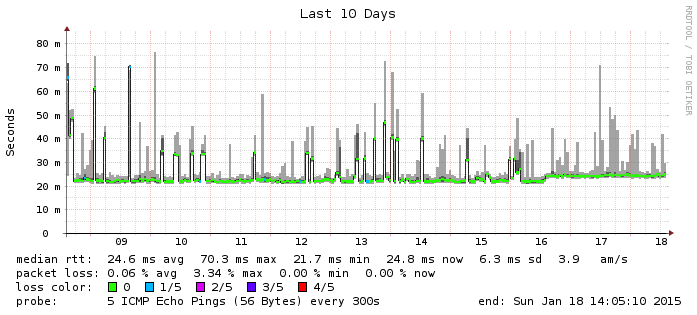 Last 10 Days
RRDTOOL / TOBI OETIKER
Seconds
80 m
70 m
60 m
50 m
40 m
30 m
20 m
10 m
0
09 10 11 12 13 14 15 16 17 18
median rtt: 24.6 ms avg 70.3 ms max 21.7 ms min 24.8 ms now 6.3 ms sd 3.9 am/s
packet loss: 0.06 % avg 3.34 % max 0.00 % min 0.00 % now
loss color: 0 1/5 2/5 3/5 4/5
probe: 5 ICMP Echo Pings (56 Bytes) every 300s end: Sun Jan 18 14:05:10 2015